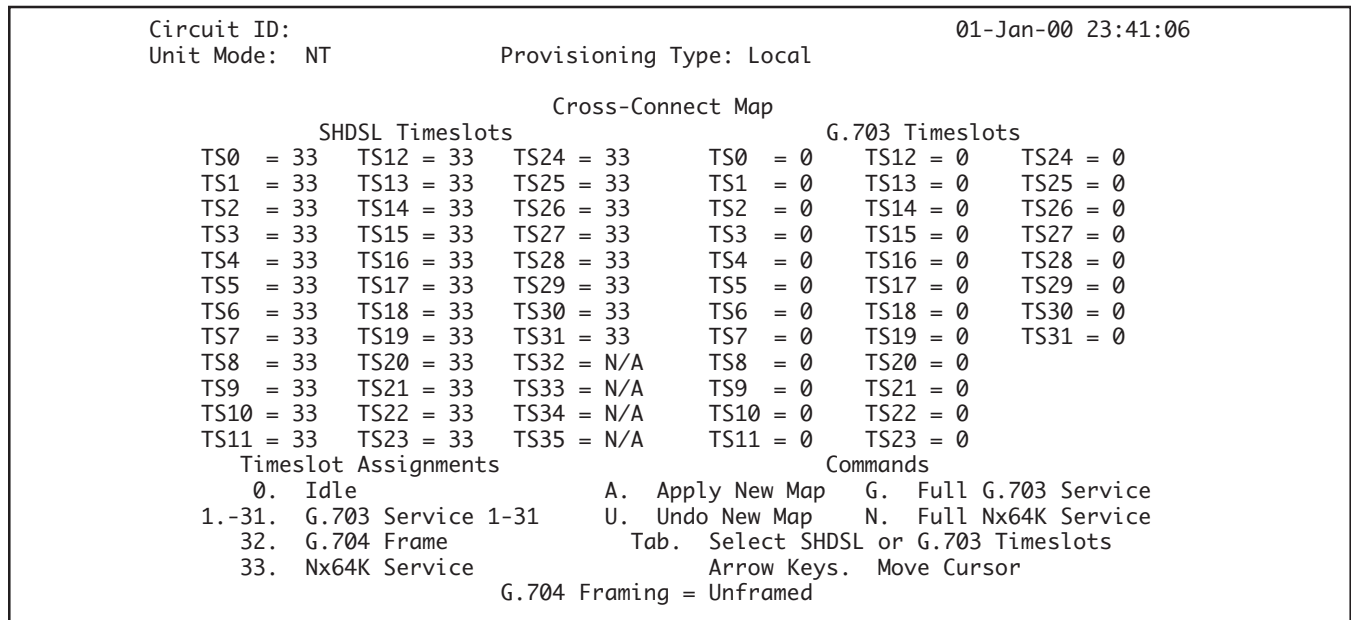 Circuit ID: 01-Jan-00 23:41:06
Unit Mode: NT Provisioning Type: Local
Cross-Connect Map
SHDSL Timeslots G.703 Timeslots
TS0 = 33 TS12 = 33 TS24 = 33 TS0 = 0 TS12 = 0 TS24 = 0
TS1 = 33 TS13 = 33 TS25 = 33 TS1 = 0 TS13 = 0 TS25 = 0
TS2 = 33 TS14 = 33 TS26 = 33 TS2 = 0 TS14 = 0 TS26 = 0
TS3 = 33 TS15 = 33 TS27 = 33 TS3 = 0 TS15 = 0 TS27 = 0
TS4 = 33 TS16 = 33 TS28 = 33 TS4 = 0 TS16 = 0 TS28 = 0
TS5 = 33 TS17 = 33 TS29 = 33 TS5 = 0 TS17 = 0 TS29 = 0
TS6 = 33 TS18 = 33 TS30 = 33 TS6 = 0 TS18 = 0 TS30 = 0
TS7 = 33 TS19 = 33 TS31 = 33 TS7 = 0 TS19 = 0 TS31 = 0
TS8 = 33 TS20 = 33 TS32 = N/A TS8 = 0 TS20 = 0
TS9 = 33 TS21 = 33 TS33 = N/A TS9 = 0 TS21 = 0
TS10 = 33 TS22 = 33 TS34 = N/A TS10 = 0 TS22 = 0
TS11 = 33 TS23 = 33 TS35 = N/A TS11 = 0 TS23 = 0
Timeslot Assignments Commands
0. Idle A. Apply New Map G. Full G.703 Service
1.-31. G.703 Service 1-31 U. Undo New Map N. Full Nx64K Service
32. G.704 Frame Tab. Select SHDSL or G.703 Timeslots
33. Nx64K Service Arrow Keys. Move Cursor
G.704 Framing = Unframed